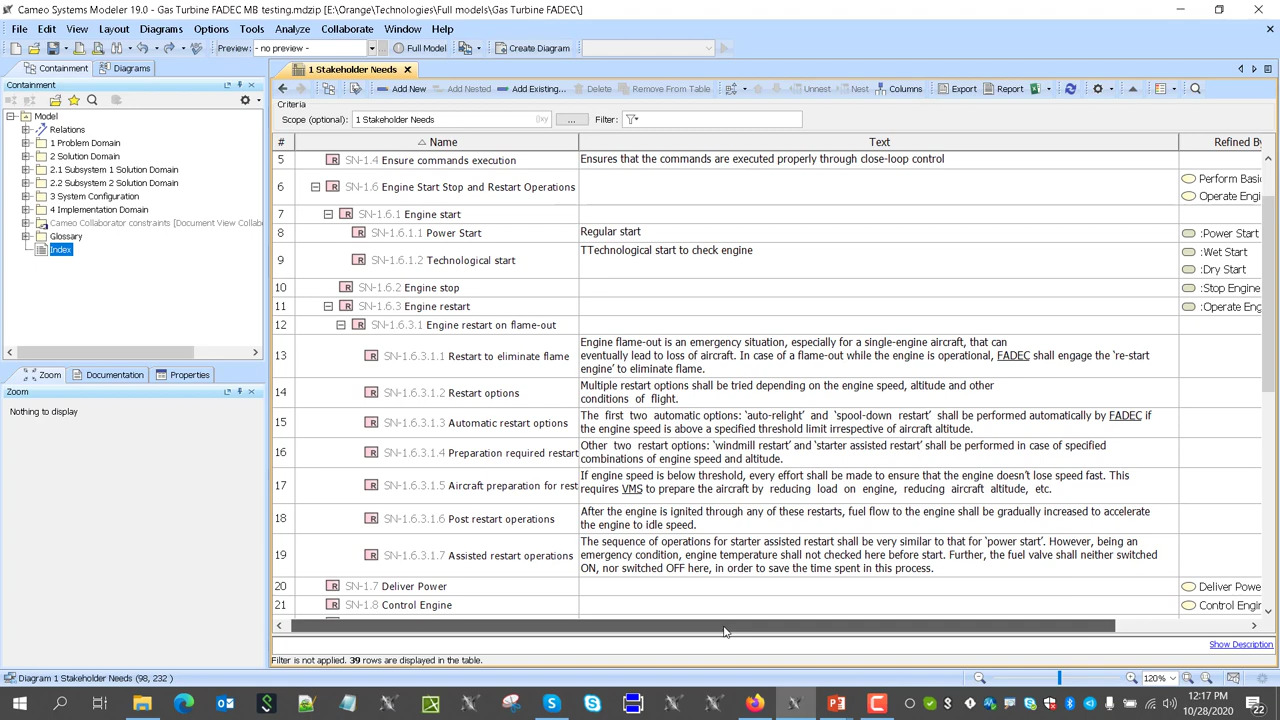 Cameo Systems Modeler 19.0 - Gas Turbine FADEC MB testing.mdzip [E:\Orange\Technologies\Full models\Gas Turbine FADEC\]
File Edit View Layout Diagrams Options Tools Analyze Collaborate Window Help
Preview: - no preview - Full Model Create Diagram
Containment Diagrams
Containment
Model
Relations
1 Problem Domain
2 Solution Domain
2.1 Subsystem 1 Solution Domain
2.2 Subsystem 2 Solution Domain
3 System Configuration
4 Implementation Domain
Cameo Collaborator constraints [Document View Collab
Glossary
Index
Zoom Documentation Properties
Zoom
Nothing to display
1 Stakeholder Needs
Add New Add Nested Add Existing... Delete Remove From Table Unnest Nest Columns Export Report
Criteria
Scope (optional): 1 Stakeholder Needs ... Filter:
# Name Text Refined By
5 SN-1.4 Ensure commands execution Ensures that the commands are executed properly through close-loop control
6 SN-1.6 Engine Start Stop and Restart Operations Perform Basic
Operate Engi
7 SN-1.6.1 Engine start
8 SN-1.6.1.1 Power Start Regular start :Power Start
9 SN-1.6.1.2 Technological start TTechnological start to check engine :Wet Start
:Dry Start
10 SN-1.6.2 Engine stop :Stop Engine
11 SN-1.6.3 Engine restart :Operate Eng
12 SN-1.6.3.1 Engine restart on flame-out
13 SN-1.6.3.1.1 Restart to eliminate flame Engine flame-out is an emergency situation, especially for a single-engine aircraft, that can
eventually lead to loss of aircraft. In case of a flame-out while the engine is operational, FADEC shall engage the ‘re-start
engine’ to eliminate flame.
14 SN-1.6.3.1.2 Restart options Multiple restart options shall be tried depending on the engine speed, altitude and other
conditions of flight.
15 SN-1.6.3.1.3 Automatic restart options The first two automatic options: ‘auto-relight’ and ‘spool-down restart’ shall be performed automatically by FADEC if
the engine speed is above a specified threshold limit irrespective of aircraft altitude.
16 SN-1.6.3.1.4 Preparation required restart Other two restart options: ‘windmill restart’ and ‘starter assisted restart’ shall be performed in case of specified
combinations of engine speed and altitude.
17 SN-1.6.3.1.5 Aircraft preparation for rest If engine speed is below threshold, every effort shall be made to ensure that the engine doesn’t lose speed fast. This
requires VMS to prepare the aircraft by reducing load on engine, reducing aircraft altitude, etc.
18 SN-1.6.3.1.6 Post restart operations After the engine is ignited through any of these restarts, fuel flow to the engine shall be gradually increased to accelerate
the engine to idle speed.
19 SN-1.6.3.1.7 Assisted restart operations The sequence of operations for starter assisted restart shall be very similar to that for ‘power start’. However, being an
emergency condition, engine temperature shall not checked here before start. Further, the fuel valve shall neither switched
ON, nor switched OFF here, in order to save the time spent in this process.
20 SN-1.7 Deliver Power Deliver Powe
21 SN-1.8 Control Engine Control Engin
Show Description
Filter is not applied. 39 rows are displayed in the table.
Diagram 1 Stakeholder Needs (98, 232 )
120%
12:17 PM
10/28/2020
22